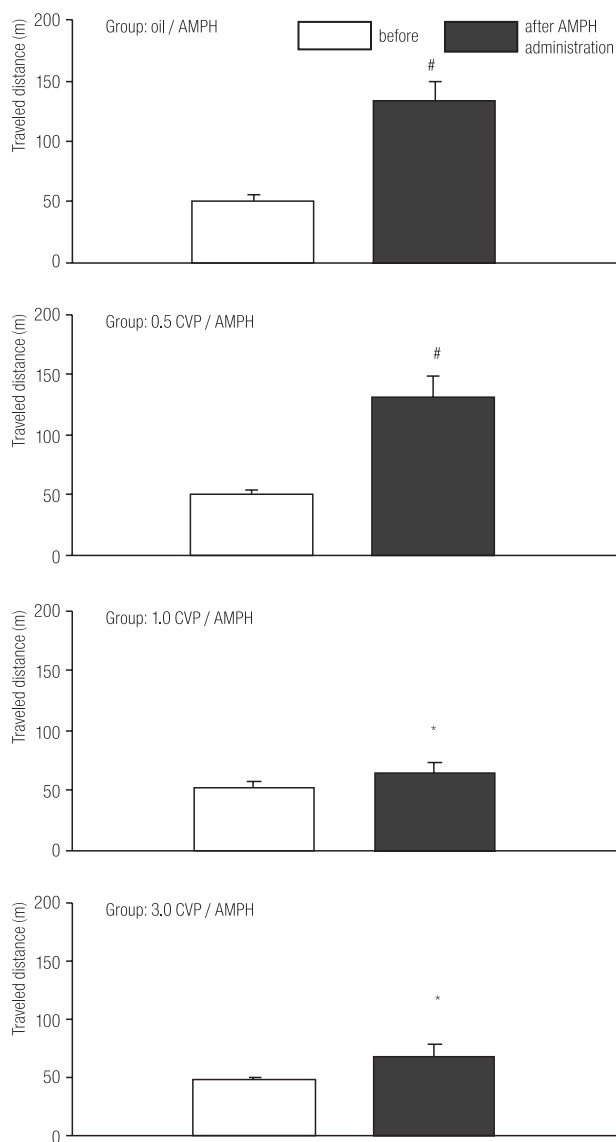 Group: oil / AMPH
before
after AMPH
administration
Traveled distance (m)
200
150
100
50
0
#
Group: 0.5 CVP / AMPH
Traveled distance (m)
200
150
100
50
0
#
Group: 1.0 CVP / AMPH
Traveled distance (m)
200
150
100
50
0
*
Group: 3.0 CVP / AMPH
Traveled distance (m)
200
150
100
50
0
*